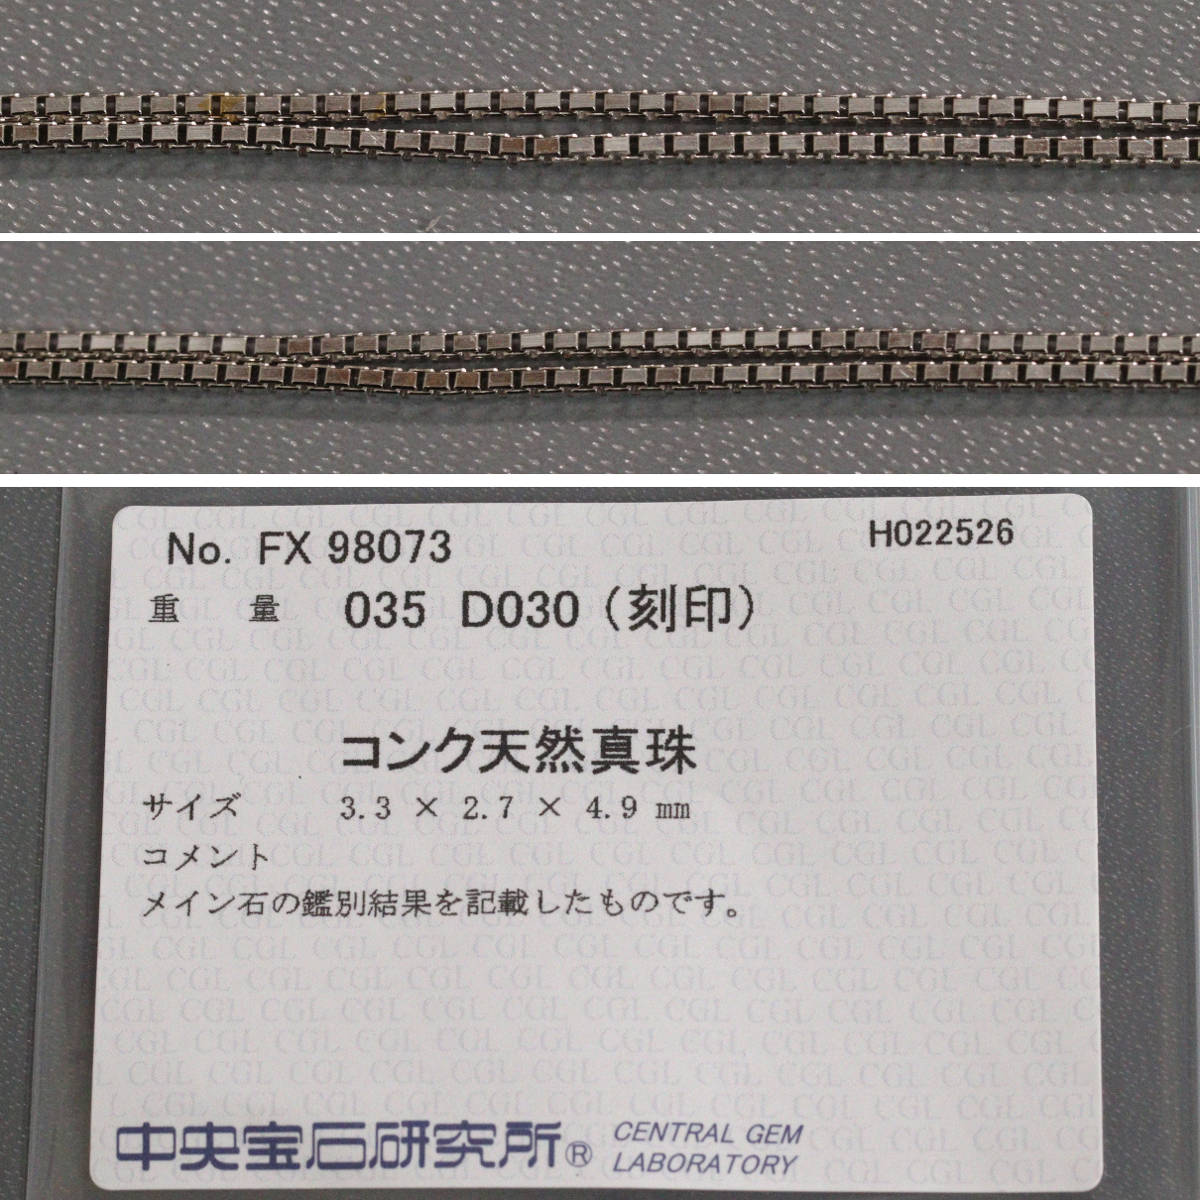 No. FX 98073
H022526
重 量 035 D030(刻印)
コンク天然真珠
サイズ 3.3 × 2.7 × 4.9 mm
コメント
メイン石の鑑別結果を記載したものです。
中央宝石研究所® CENTRAL GEM
LABORATORY